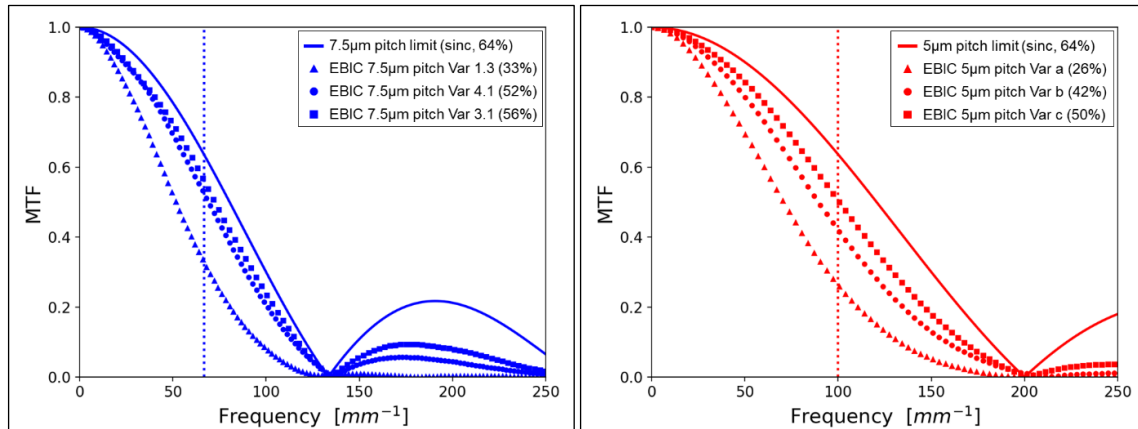 1.0
0.8
0.6
0.4
0.2
0.0
MTF
7.5µm pitch limit (sinc, 64%)
EBIC 7.5µm pitch Var 1.3 (33%)
EBIC 7.5µm pitch Var 4.1 (52%)
EBIC 7.5µm pitch Var 3.1 (56%)
0 50 100 150 200 250
Frequency [mm⁻¹]
1.0
0.8
0.6
0.4
0.2
0.0
MTF
5µm pitch limit (sinc, 64%)
EBIC 5µm pitch Var a (26%)
EBIC 5µm pitch Var b (42%)
EBIC 5µm pitch Var c (50%)
0 50 100 150 200 250
Frequency [mm⁻¹]